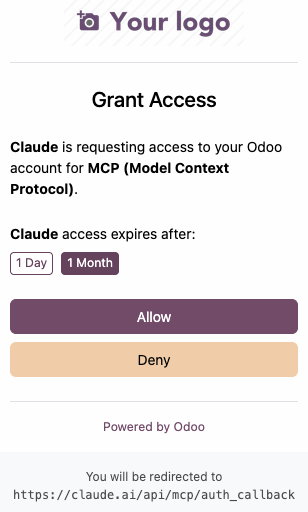 Your logo
Grant Access
Claude is requesting access to your Odoo
account for MCP (Model Context
Protocol).
Claude access expires after:
1 Day 1 Month
Allow
Deny
Powered by Odoo
You will be redirected to
https://claude.ai/api/mcp/auth_callback